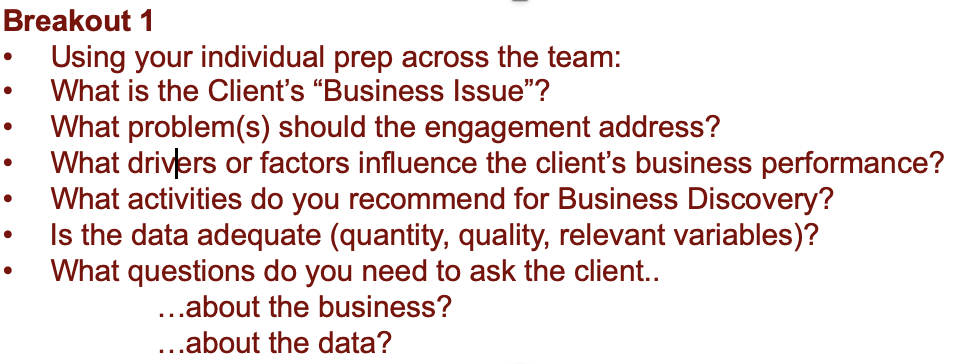 Breakout 1
• Using your individual prep across the team:
• What is the Client's “Business Issue”?
• What problem(s) should the engagement address?
• What drivers or factors influence the client's business performance?
• What activities do you recommend for Business Discovery?
• Is the data adequate (quantity, quality, relevant variables)?
• What questions do you need to ask the client..
…about the business?
…about the data?